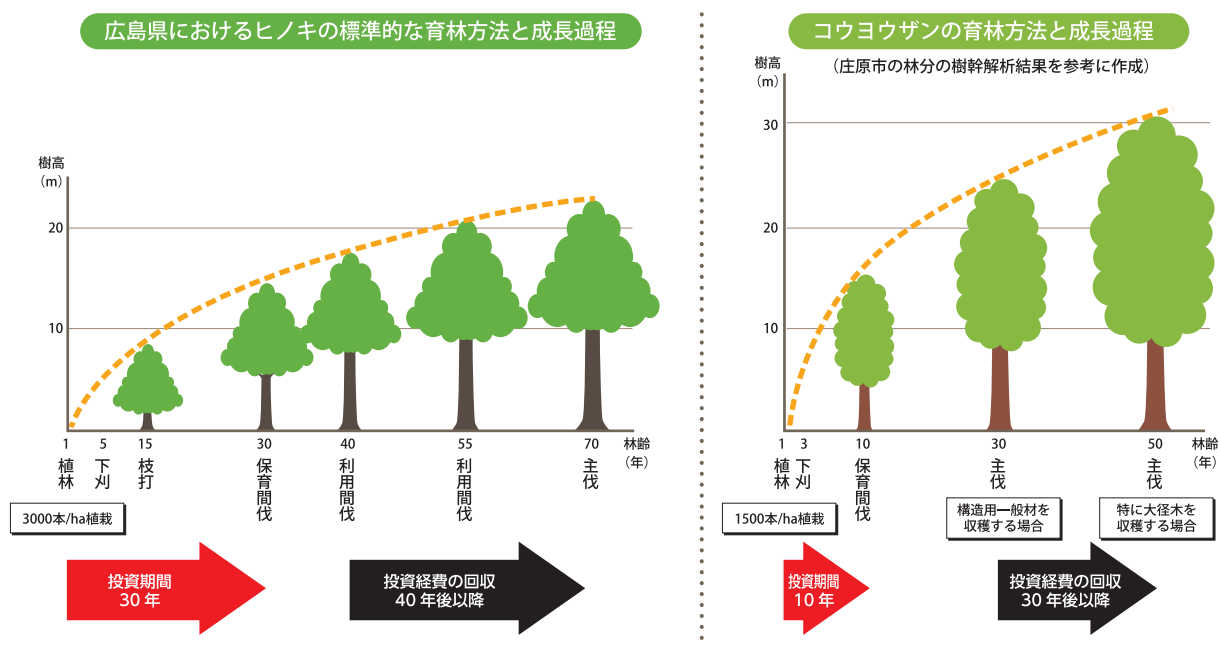 広島県におけるヒノキの標準的な育林方法と成長過程
樹高
（m）
20
10
1
5
15
30
40
55
70
林齢
（年）
植林
下刈
枝打
保育間伐
利用間伐
利用間伐
主伐
3000本/ha植栽
投資期間
30年
投資経費の回収
40年後以降
コウヨウザンの育林方法と成長過程
（庄原市の林分の樹幹解析結果を参考に作成）
樹高
（m）
30
20
10
1
3
10
30
50
林齢
（年）
植林
下刈
保育間伐
主伐
主伐
1500本/ha植栽
構造用一般材を
収穫する場合
特に大径木を
収穫する場合
投資期間
10年
投資経費の回収
30年後以降